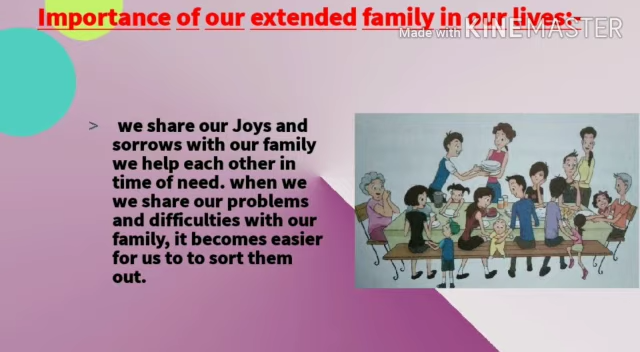 Importance of our extended family in our lives:-
Made with KINEMASTER
> we share our Joys and
sorrows with our family
we help each other in
time of need. when we
we share our problems
and difficulties with our
family, it becomes easier
for us to to sort them
out.